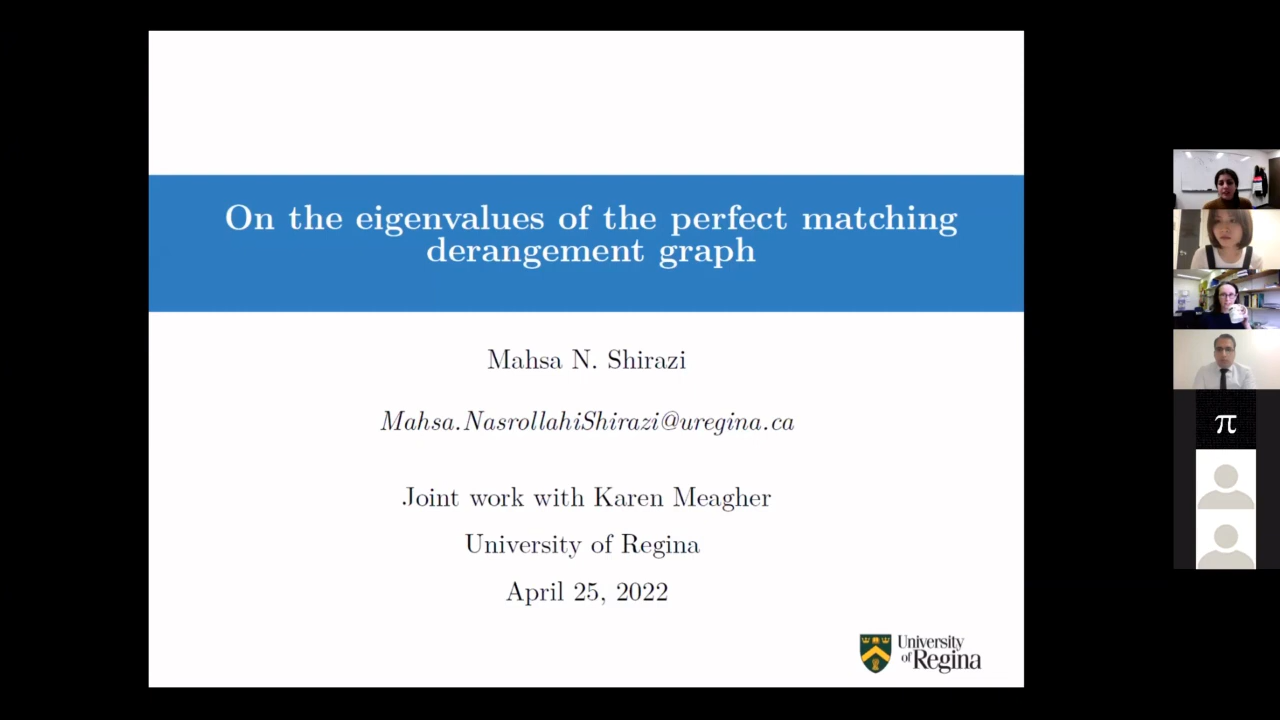 On the eigenvalues of the perfect matching
derangement graph
Mahsa N. Shirazi
Mahsa.NasrollahiShirazi@uregina.ca
Joint work with Karen Meagher
University of Regina
April 25, 2022
University
of Regina
π